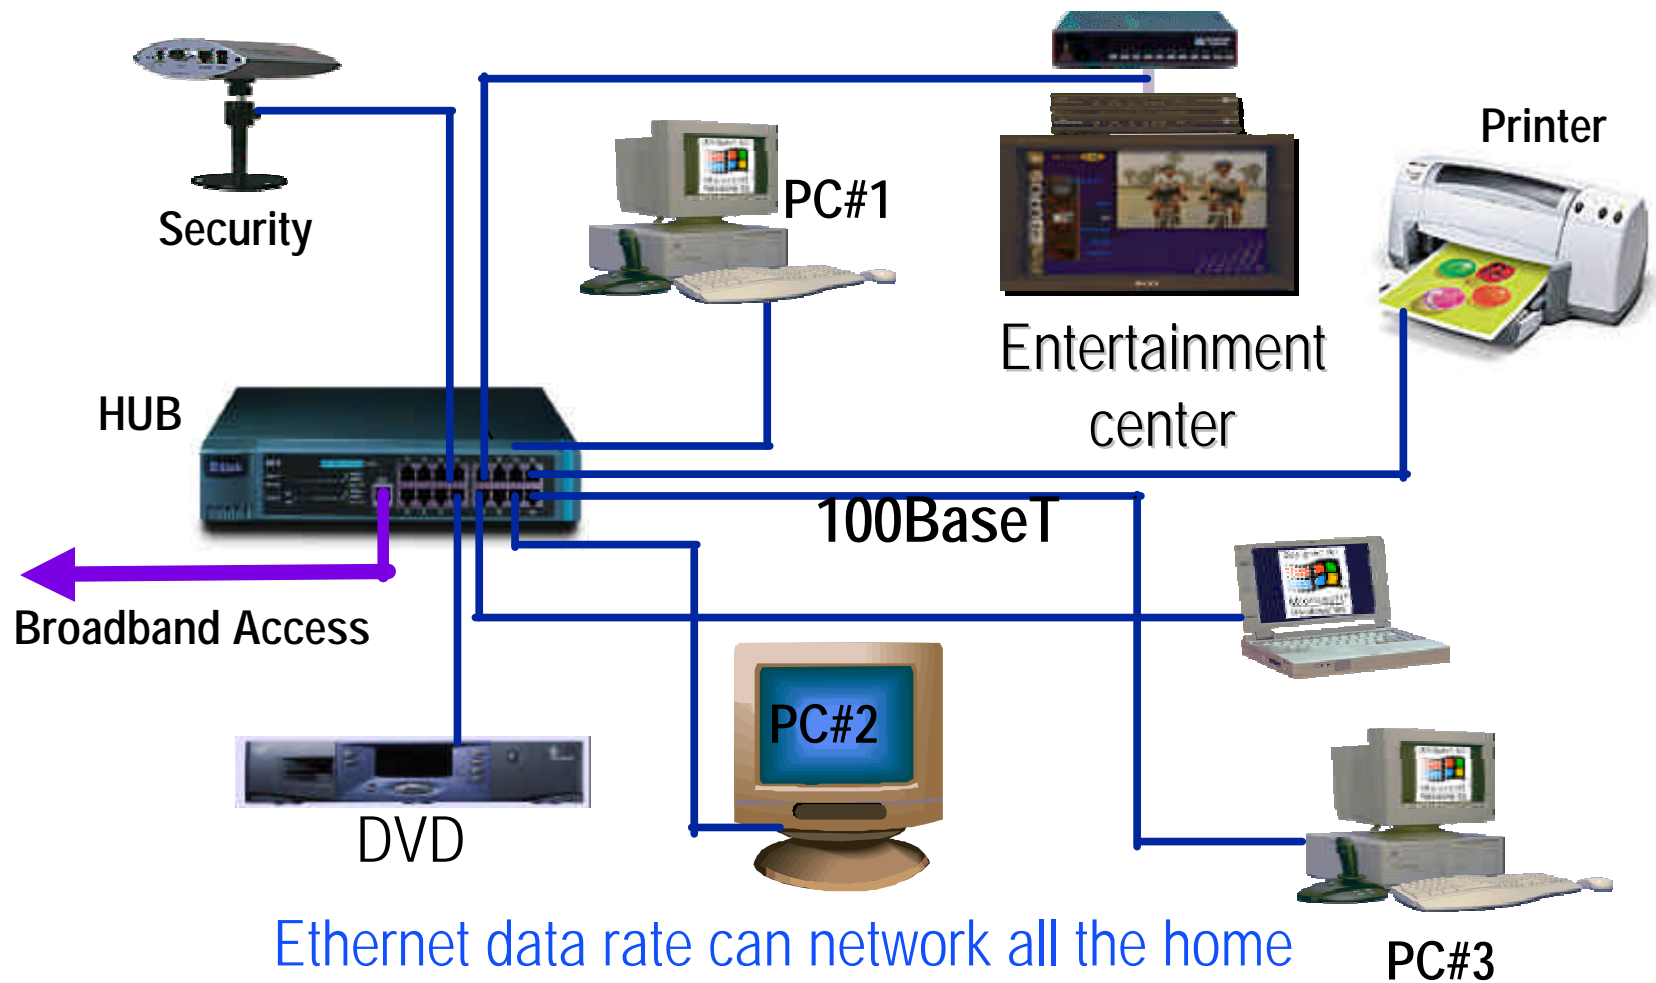 Printer
PC#1
Security
Entertainment
center
HUB
100BaseT
Broadband Access
PC#2
DVD
Ethernet data rate can network all the home
PC#3